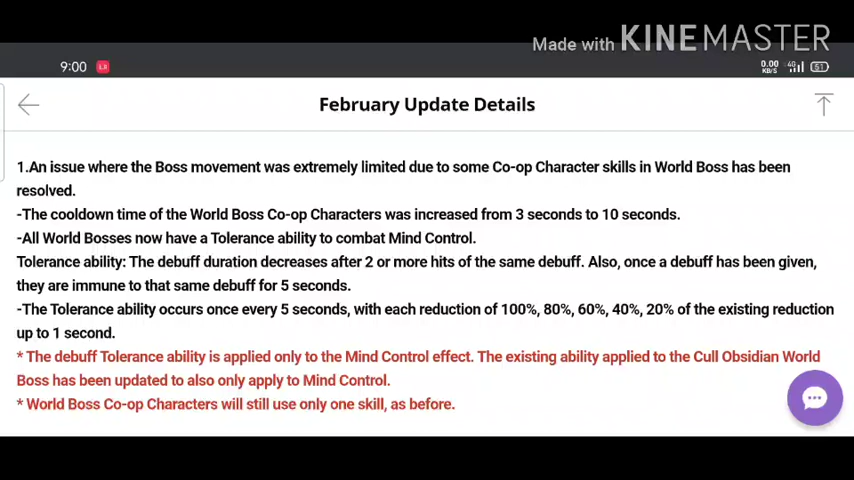 Made with KINEMASTER
9:00
0.00 KB/S 4G 51
February Update Details
1.An issue where the Boss movement was extremely limited due to some Co-op Character skills in World Boss has been
resolved.
-The cooldown time of the World Boss Co-op Characters was increased from 3 seconds to 10 seconds.
-All World Bosses now have a Tolerance ability to combat Mind Control.
Tolerance ability: The debuff duration decreases after 2 or more hits of the same debuff. Also, once a debuff has been given,
they are immune to that same debuff for 5 seconds.
-The Tolerance ability occurs once every 5 seconds, with each reduction of 100%, 80%, 60%, 40%, 20% of the existing reduction
up to 1 second.
* The debuff Tolerance ability is applied only to the Mind Control effect. The existing ability applied to the Cull Obsidian World
Boss has been updated to also only apply to Mind Control.
* World Boss Co-op Characters will still use only one skill, as before.